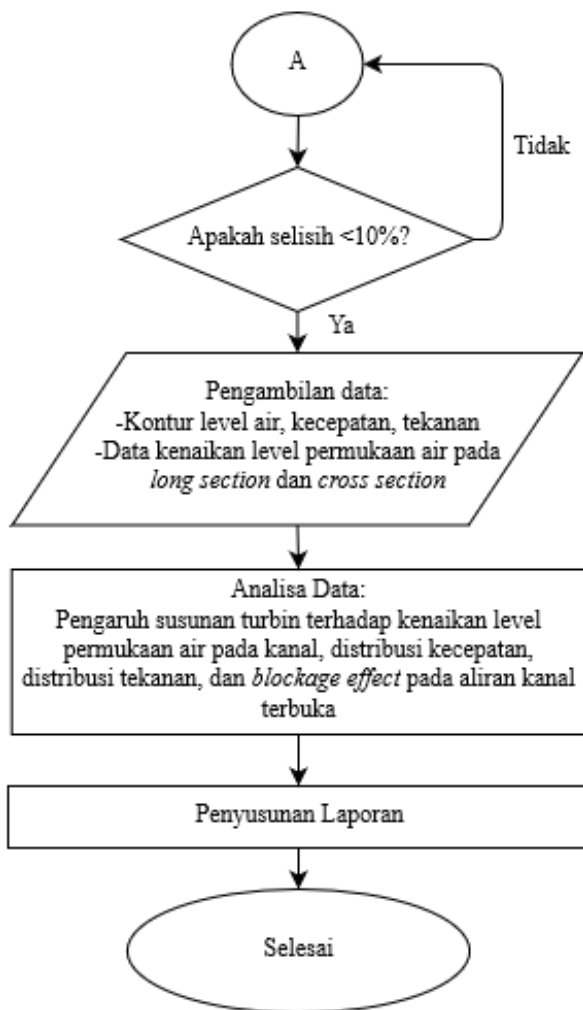 A
Tidak
Apakah selisih <10%?
Ya
Pengambilan data:
-Kontur level air, kecepatan, tekanan
-Data kenaikan level permukaan air pada
long section dan cross section
Analisa Data:
Pengaruh susunan turbin terhadap kenaikan level
permukaan air pada kanal, distribusi kecepatan,
distribusi tekanan, dan blockage effect pada aliran kanal
terbuka
Penyusunan Laporan
Selesai